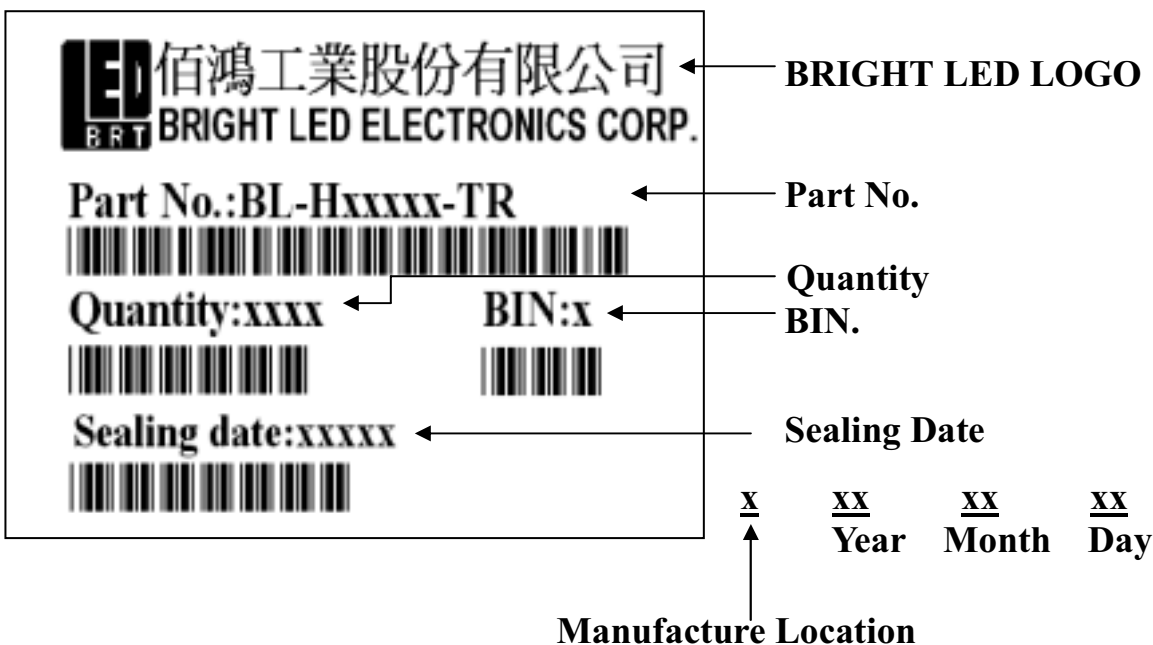 LED 佰鴻工業股份有限公司
BRT BRIGHT LED ELECTRONICS CORP.
BRIGHT LED LOGO
Part No.:BL-Hxxxxx-TR
Part No.
Quantity:xxxx
BIN:x
Quantity
BIN.
Sealing date:xxxxx
Sealing Date
x xx xx xx
Year Month Day
Manufacture Location